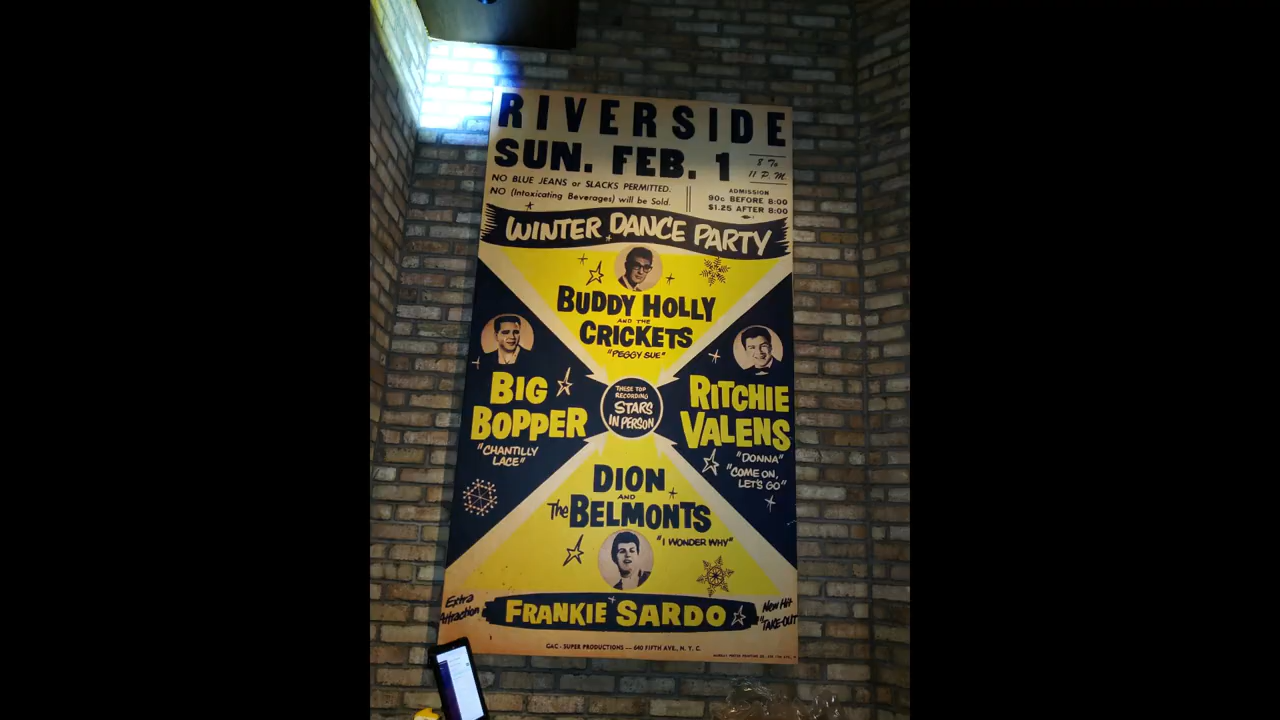 RIVERSIDE
SUN. FEB. 1
8 To
11 P.M.
NO BLUE JEANS or SLACKS PERMITTED.
NO (Intoxicating Beverages) will be Sold.
ADMISSION
90c BEFORE 8:00
$1.25 AFTER 8:00
WINTER DANCE PARTY
BUDDY HOLLY
AND THE
CRICKETS
"PEGGY SUE"
BIG
BOPPER
"CHANTILLY
LACE"
THESE TOP
RECORDING
STARS
IN PERSON
RITCHIE
VALENS
"DONNA"
"COME ON,
LET'S GO"
DION
AND
The BELMONTS
"I WONDER WHY"
Extra
Attraction
FRANKIE SARDO
New Hit
"TAKE OUT"
GAC - SUPER PRODUCTIONS — 640 FIFTH AVE., N. Y. C.